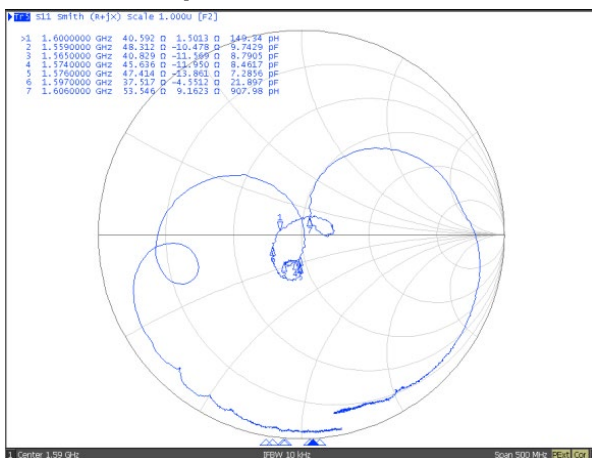 Tr3 S11 Smith (R+jX) Scale 1.000U [F2]
>1 1.6000000 GHz 40.592 Ω 1.5013 Ω 149.34 pH
2 1.5590000 GHz 48.312 Ω -10.478 Ω 9.7429 pF
3 1.5650000 GHz 40.829 Ω -11.569 Ω 8.7905 pF
4 1.5740000 GHz 45.636 Ω -11.950 Ω 8.4617 pF
5 1.5760000 GHz 47.414 Ω -13.861 Ω 7.2856 pF
6 1.5970000 GHz 37.517 Ω -4.5512 Ω 21.897 pF
7 1.6060000 GHz 53.546 Ω 9.1623 Ω 907.98 pH
1
1 Center 1.59 GHz IFBW 10 kHz Span 500 MHz PExt Cor